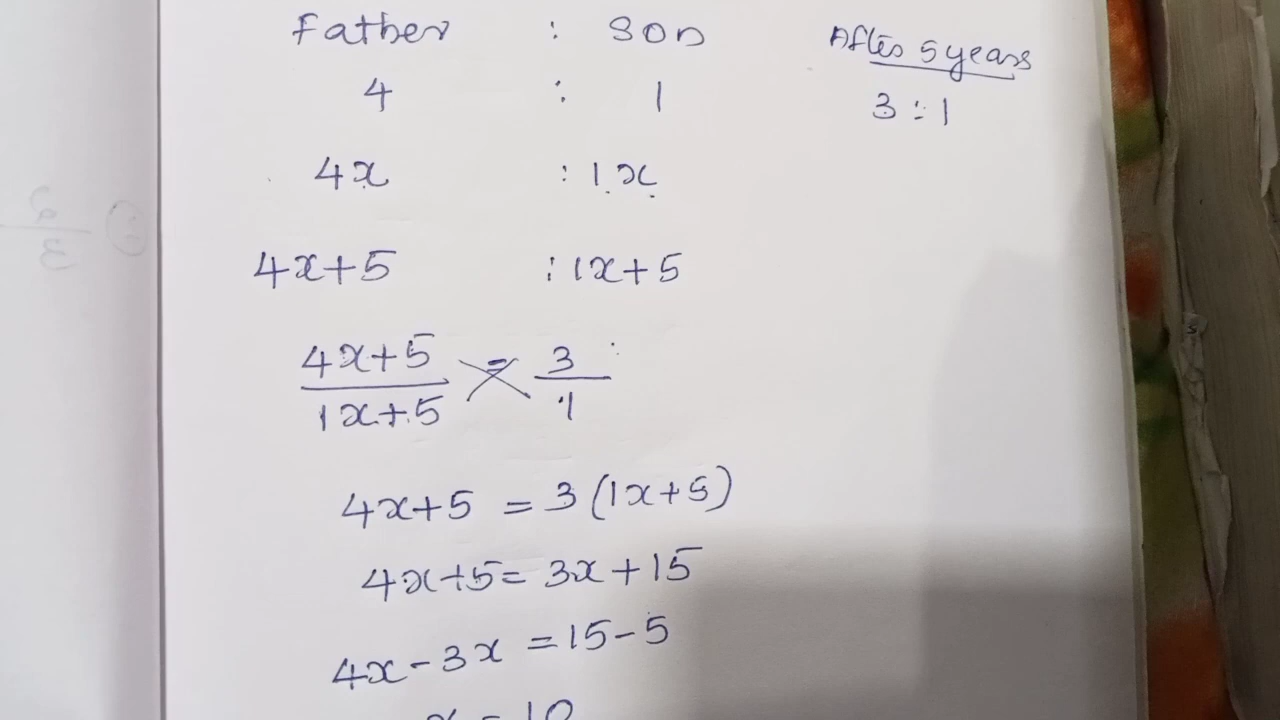 Father : Son After 5 years
4 : 1 3 : 1
4x : 1x
4x+5 : 1x+5
4x+5 = 3
1x+5 1
4x+5 = 3(1x+5)
4x+5 = 3x+15
4x-3x = 15-5
x = 10